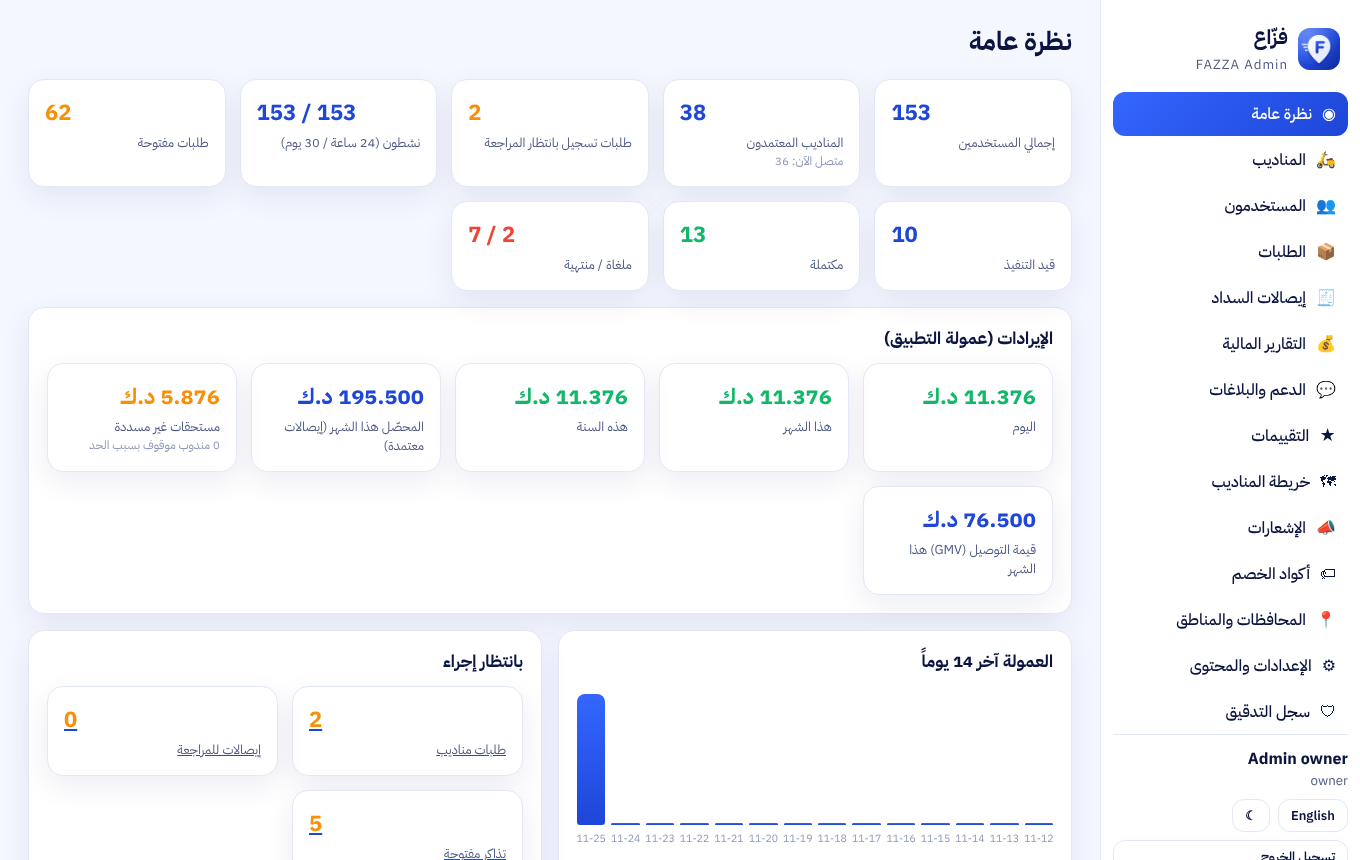 فزّاع
FAZZA Admin
نظرة عامة
المناديب
المستخدمون
الطلبات
إيصالات السداد
التقارير المالية
الدعم والبلاغات
التقييمات
خريطة المناديب
الإشعارات
أكواد الخصم
المحافظات والمناطق
الإعدادات والمحتوى
سجل التدقيق
Admin owner
owner
English
تسجيل الخروج
نظرة عامة
153
إجمالي المستخدمين
38
المناديب المعتمدون
متصل الآن: 36
2
طلبات تسجيل بانتظار المراجعة
153 / 153
نشطون (24 ساعة / 30 يوم)
62
طلبات مفتوحة
10
قيد التنفيذ
13
مكتملة
7 / 2
ملغاة / منتهية
الإيرادات (عمولة التطبيق)
11.376 د.ك
اليوم
11.376 د.ك
هذا الشهر
11.376 د.ك
هذه السنة
195.500 د.ك
المحصّل هذا الشهر (إيصالات
معتمدة)
5.876 د.ك
مستحقات غير مسددة
0 مندوب موقوف بسبب الحد
76.500 د.ك
قيمة التوصيل (GMV) هذا
الشهر
العمولة آخر 14 يوماً
11-25 11-24 11-23 11-22 11-21 11-20 11-19 11-18 11-17 11-16 11-15 11-14 11-13 11-12
بانتظار إجراء
2
طلبات مناديب
0
إيصالات للمراجعة
5
تذاكر مفتوحة